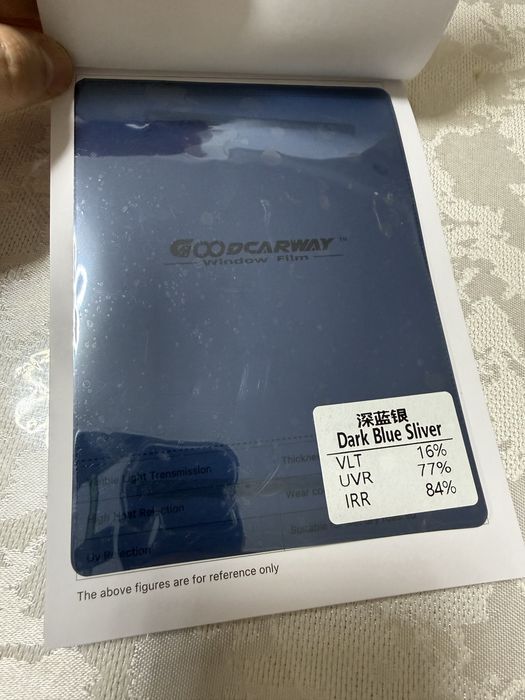 GOODCARWAY™
Window Film
深蓝银
Dark Blue Sliver
VLT 16%
UVR 77%
IRR 84%
Visible Light Transmission
High Heat Rejection
Uv Rejection
The above figures are for reference only